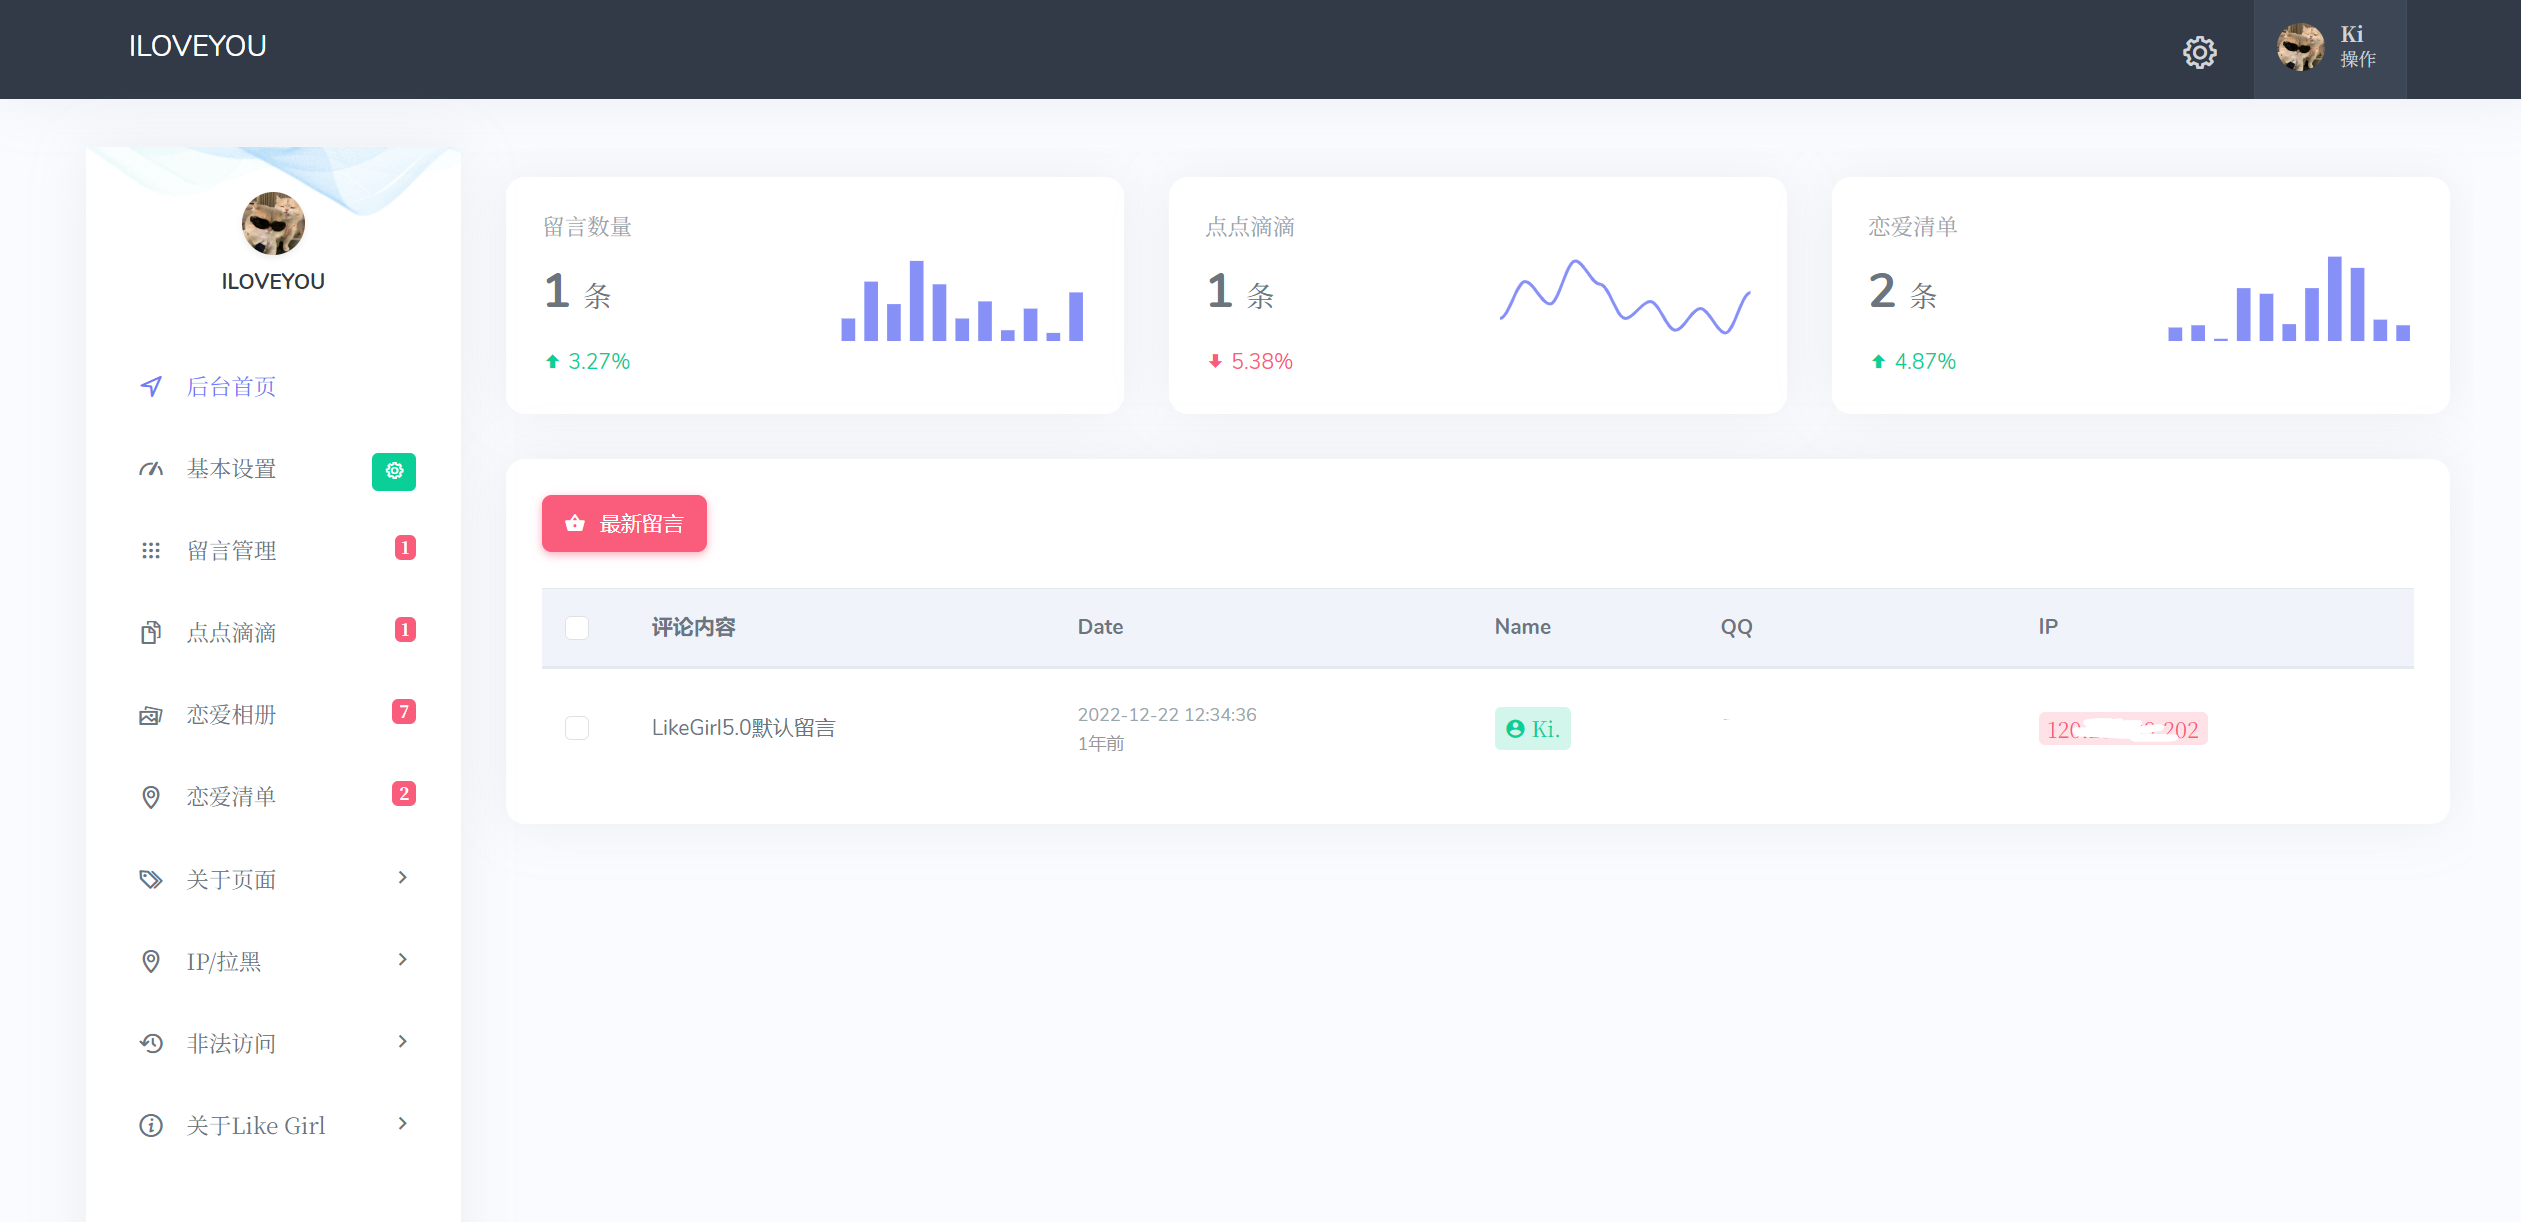 ILOVEYOU
Ki
操作
ILOVEYOU
后台首页
基本设置
留言管理 1
点点滴滴 1
恋爱相册 7
恋爱清单 2
关于页面
IP/拉黑
非法访问
关于Like Girl
留言数量
1 条
3.27%
点点滴滴
1 条
5.38%
恋爱清单
2 条
4.87%
最新留言
评论内容 Date Name QQ IP
LikeGirl5.0默认留言
2022-12-22 12:34:36
1年前
Ki.
120 202